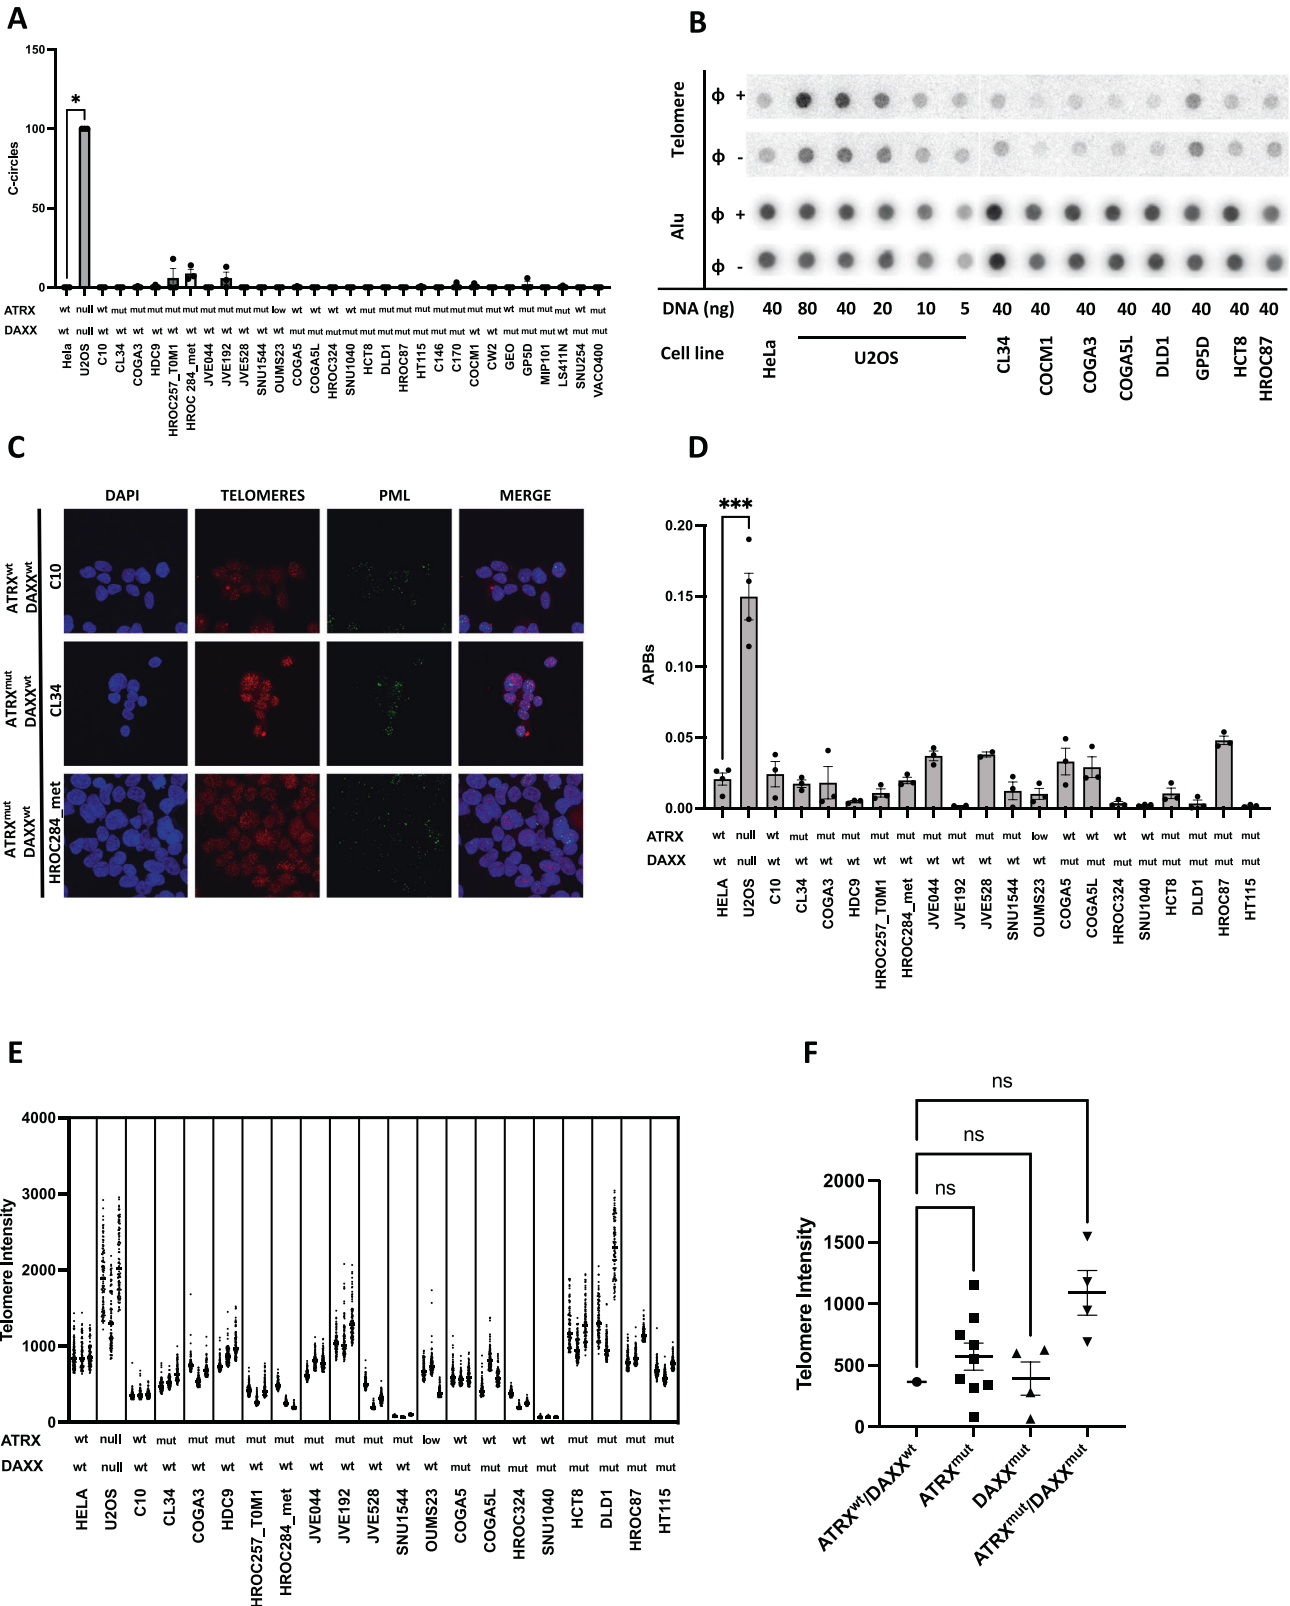 A
150
100
50
0
C-circles
*
ATRX wt null wt mut mut mut mut mut mut mut mut mut low wt wt wt wt mut mut mut mut mut mut mut mut wt mut mut mut wt mut
DAXX wt null wt wt wt wt wt wt wt wt wt wt wt mut mut mut mut mut mut mut mut mut mut wt wt mut mut mut wt mut mut
Hela U2OS C10 CL34 COGA3 HDC9 HROC257_T0M1 HROC 284_met JVE044 JVE192 JVE528 SNU1544 OUMS23 COGA5 COGA5L HROC324 SNU1040 HCT8 DLD1 HROC87 HT115 C146 C170 COCM1 CW2 GEO GP5D MIP101 LS411N SNU254 VACO400
B
Telomere
Φ +
Φ -
Alu
Φ +
Φ -
DNA (ng) 40 80 40 20 10 5 40 40 40 40 40 40 40 40
Cell line HeLa U2OS CL34 COCM1 COGA3 COGA5L DLD1 GP5D HCT8 HROC87
C
DAPI TELOMERES PML MERGE
ATRXwt
DAXXwt
C10
ATRXmut
DAXXwt
CL34
ATRXmut
DAXXwt
HROC284_met
D
***
0.20
0.15
0.10
0.05
0.00
APBs
ATRX wt null wt mut mut mut mut mut mut mut mut mut low wt wt wt wt mut mut mut mut
DAXX wt null wt wt wt wt wt wt wt wt wt wt wt mut mut mut mut mut mut mut mut
HELA U2OS C10 CL34 COGA3 HDC9 HROC257_T0M1 HROC284_met JVE044 JVE192 JVE528 SNU1544 OUMS23 COGA5 COGA5L HROC324 SNU1040 HCT8 DLD1 HROC87 HT115
E
4000
3000
2000
1000
0
Telomere Intensity
ATRX wt null wt mut mut mut mut mut mut mut mut mut low wt wt wt wt mut mut mut mut
DAXX wt null wt wt wt wt wt wt wt wt wt wt wt mut mut mut mut mut mut mut mut
HELA U2OS C10 CL34 COGA3 HDC9 HROC257_T0M1 HROC284_met JVE044 JVE192 JVE528 SNU1544 OUMS23 COGA5 COGA5L HROC324 SNU1040 HCT8 DLD1 HROC87 HT115
F
ns
ns
ns
2000
1500
1000
500
0
Telomere Intensity
ATRXwt/DAXXwt
ATRXmut
DAXXmut
ATRXmut/DAXXmut